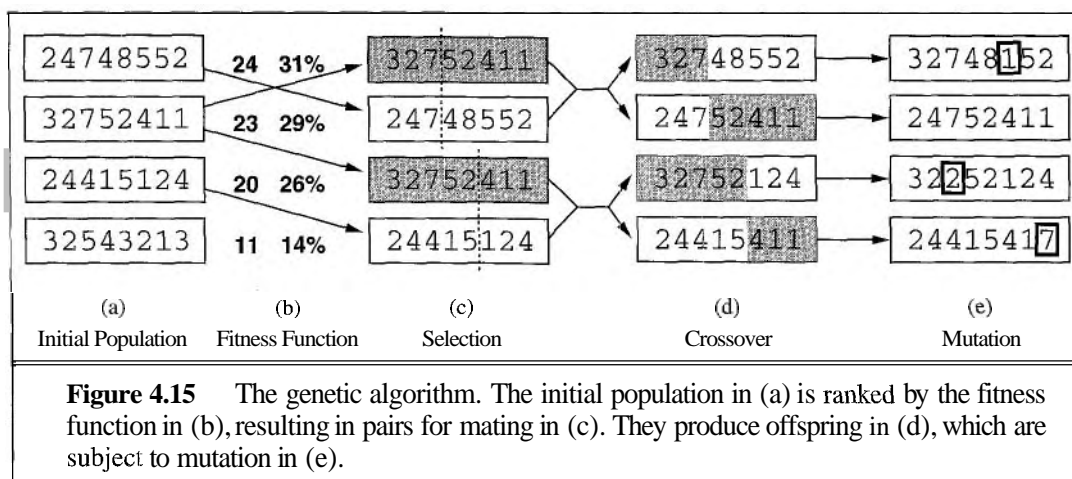 24748552 24 31% 32752411 32748552 32748152
32752411 23 29% 24748552 24752411 24752411
24415124 20 26% 32752411 32752124 32252124
32543213 11 14% 24415124 24415411 24415417
(a) (b) (c) (d) (e)
Initial Population Fitness Function Selection Crossover Mutation
Figure 4.15 The genetic algorithm. The initial population in (a) is ranked by the fitness
function in (b), resulting in pairs for mating in (c). They produce offspring in (d), which are
subject to mutation in (e).